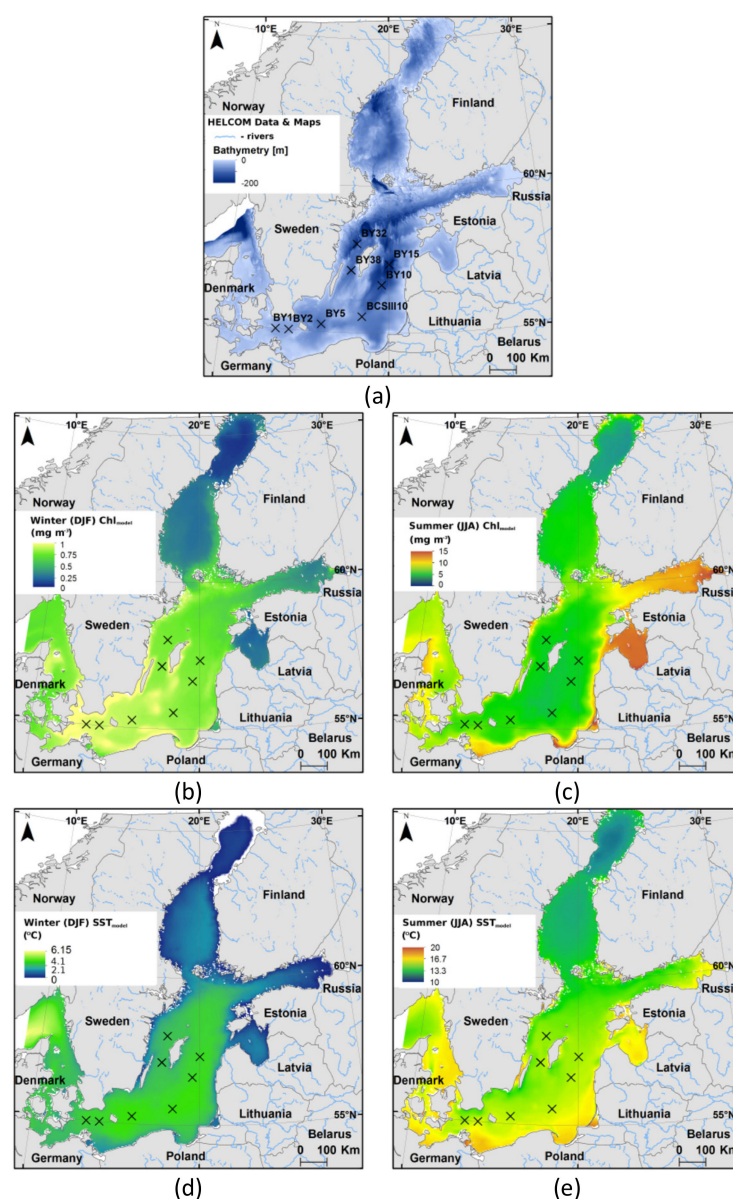 10°E 20°E 30°E
N
Norway
Finland
HELCOM Data & Maps
- rivers
Bathymetry [m]
0
-200
60°N
Russia
Sweden
Estonia
BY32
BY15
BY38
BY10
Latvia
Denmark
BY1 BY2 BY5 BCSIII10
Lithuania
55°N
Belarus
0 100 Km
Germany
Poland
(a)
10°E 20°E 30°E
N
Norway
Finland
Winter (DJF) Chlmodel
(mg m-3)
1
0.75
0.5
0.25
0
60°N
Russia
Sweden
Estonia
Latvia
Denmark
Lithuania
55°N
Belarus
0 100 Km
Germany
Poland
(b)
10°E 20°E 30°E
N
Norway
Finland
Summer (JJA) Chlmodel
(mg m-3)
15
10
5
0
60°N
Russia
Sweden
Estonia
Latvia
Denmark
Lithuania
55°N
Belarus
0 100 Km
Germany
Poland
(c)
10°E 20°E 30°E
N
Norway
Finland
Winter (DJF) SSTmodel
(°C)
6.15
4.1
2.1
0
60°N
Russia
Sweden
Estonia
Latvia
Denmark
Lithuania
55°N
Belarus
0 100 Km
Germany
Poland
(d)
10°E 20°E 30°E
N
Norway
Finland
Summer (JJA) SSTmodel
(°C)
20
16.7
13.3
10
60°N
Russia
Sweden
Estonia
Latvia
Denmark
Lithuania
55°N
Belarus
0 100 Km
Germany
Poland
(e)